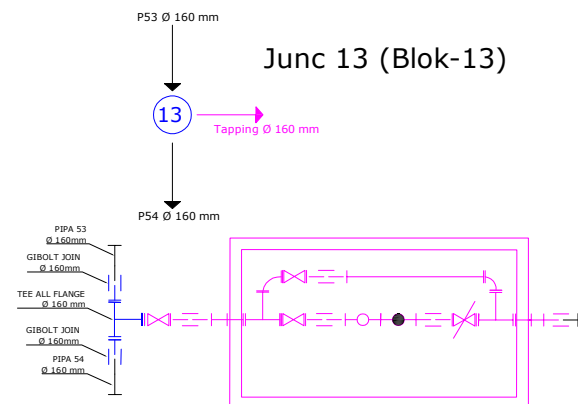 P53 Ø 160 mm
Junc 13 (Blok-13)
13
Tapping Ø 160 mm
P54 Ø 160 mm
PIPA 53
Ø 160mm
GIBOLT JOIN
Ø 160mm
TEE ALL FLANGE
Ø 160 mm
GIBOLT JOIN
Ø 160mm
PIPA 54
Ø 160 mm